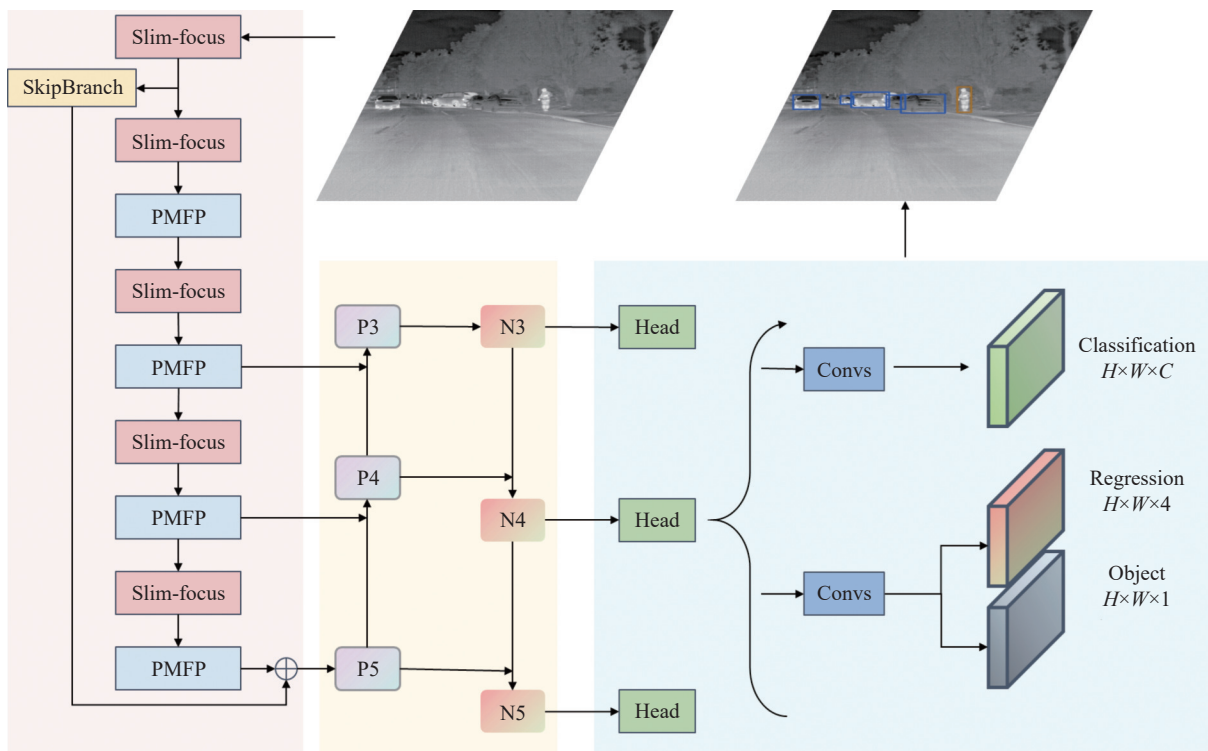 Slim-focus
SkipBranch
Slim-focus
PMFP
Slim-focus
PMFP
Slim-focus
PMFP
Slim-focus
PMFP
P3
P4
P5
N3
N4
N5
Head
Head
Head
Convs
Convs
Classification
H×W×C
Regression
H×W×4
Object
H×W×1